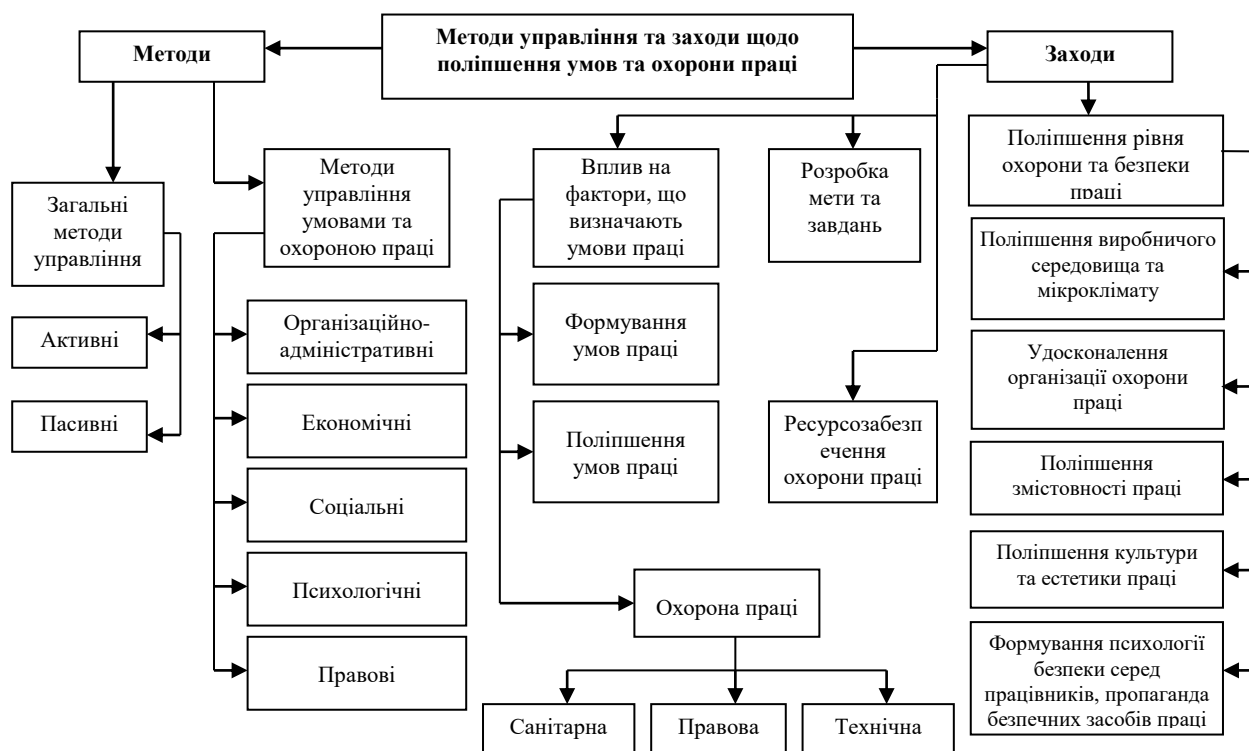 Методи управління та заходи щодо
поліпшення умов та охорони праці
Методи
Заходи
Загальні
методи
управління
Активні
Пасивні
Методи
управління
умовами та
охороною праці
Організаційно-
адміністративні
Економічні
Соціальні
Психологічні
Правові
Вплив на
фактори, що
визначають
умови праці
Формування
умов праці
Поліпшення
умов праці
Охорона праці
Санітарна
Правова
Технічна
Розробка
мети та
завдань
Ресурсозабезп
ечення
охорони праці
Поліпшення рівня
охорони та безпеки
праці
Поліпшення виробничого
середовища та
мікроклімату
Удосконалення
організації охорони
праці
Поліпшення
змістовності праці
Поліпшення культури
та естетики праці
Формування психології
безпеки серед
працівників, пропаганда
безпечних засобів праці